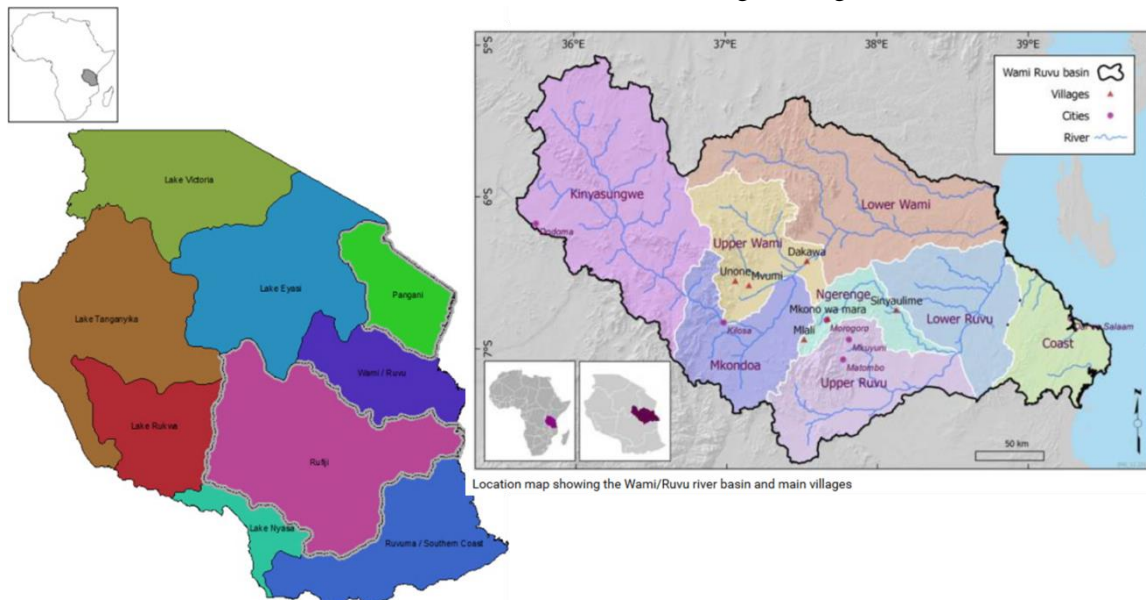 Lake Victoria
Lake Eyasi
Pangani
Lake Tanganyika
Wami / Ruvu
Lake Rukwa
Rufiji
Lake Nyasa
Ruvuma / Southern Coast
36°E
37°E
38°E
39°E
5°S
6°S
7°S
Wami Ruvu basin
Villages
Cities
River
Kinyasungwe
Lower Wami
Dodoma
Upper Wami
Dakawa
Unone
Mvumi
Ngerenge
Sinyaulime
Mkono wa mara
Lower Ruvu
Kilosa
Morogoro
Mlali
Mkuyuni
Coast
Mkondoa
Matombo
Upper Ruvu
N
50 km
Location map showing the Wami/Ruvu river basin and main villages